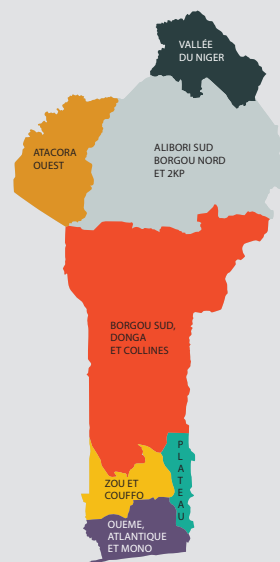 VALLÉE
DU NIGER
ATACORA
OUEST
ALIBORI SUD
BORGOU NORD
ET 2KP
BORGOU SUD,
DONGA
ET COLLINES
PLATEAU
ZOU ET
COUFFO
OUEME,
ATLANTIQUE
ET MONO